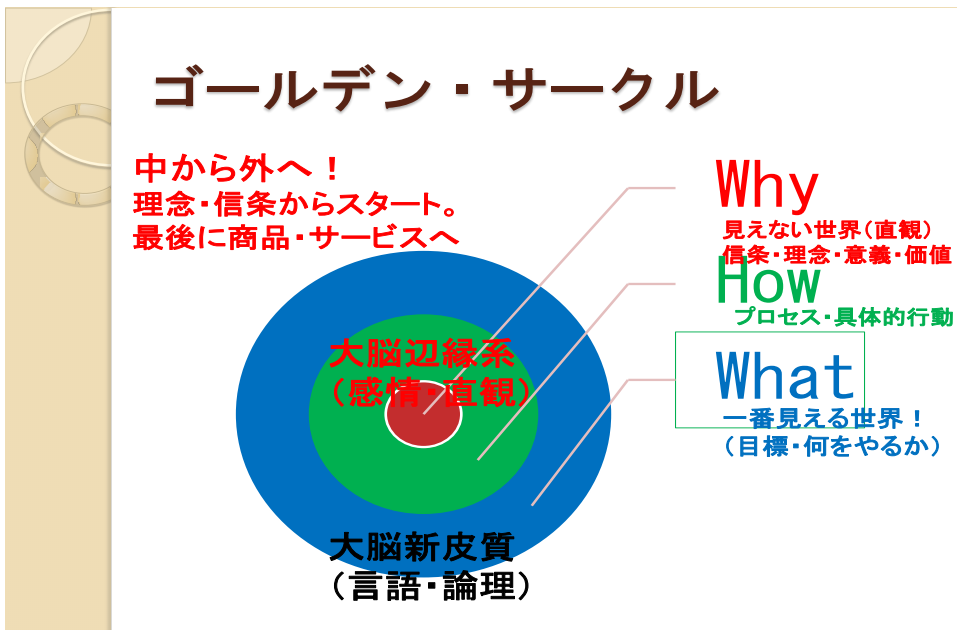 ゴールデン・サークル
中から外へ！
理念・信条からスタート。
最後に商品・サービスへ
Why
見えない世界（直観）
信条・理念・意義・価値
How
プロセス・具体的行動
What
一番見える世界！
（目標・何をやるか）
大脳辺縁系
（感情・直観）
大脳新皮質
（言語・論理）